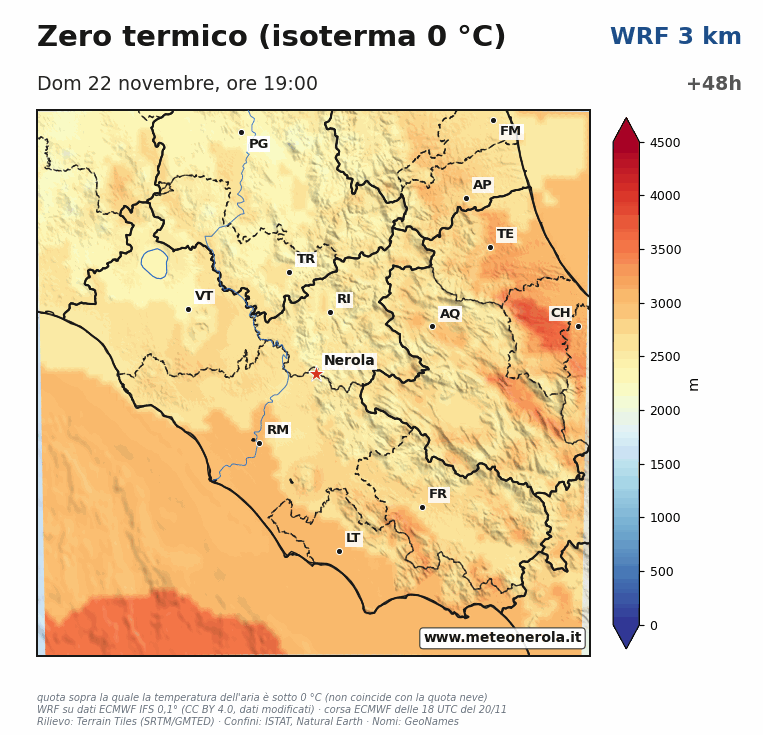 Zero termico (isoterma 0 °C)
WRF 3 km
Dom 22 novembre, ore 19:00
+48h
FM
PG
AP
TE
TR
VT
RI
AQ
CH
Nerola
RM
FR
LT
www.meteonerola.it
4500
4000
3500
3000
2500
2000
1500
1000
500
0
m
quota sopra la quale la temperatura dell'aria è sotto 0 °C (non coincide con la quota neve)
WRF su dati ECMWF IFS 0,1° (CC BY 4.0, dati modificati) · corsa ECMWF delle 18 UTC del 20/11
Rilievo: Terrain Tiles (SRTM/GMTED) · Confini: ISTAT, Natural Earth · Nomi: GeoNames